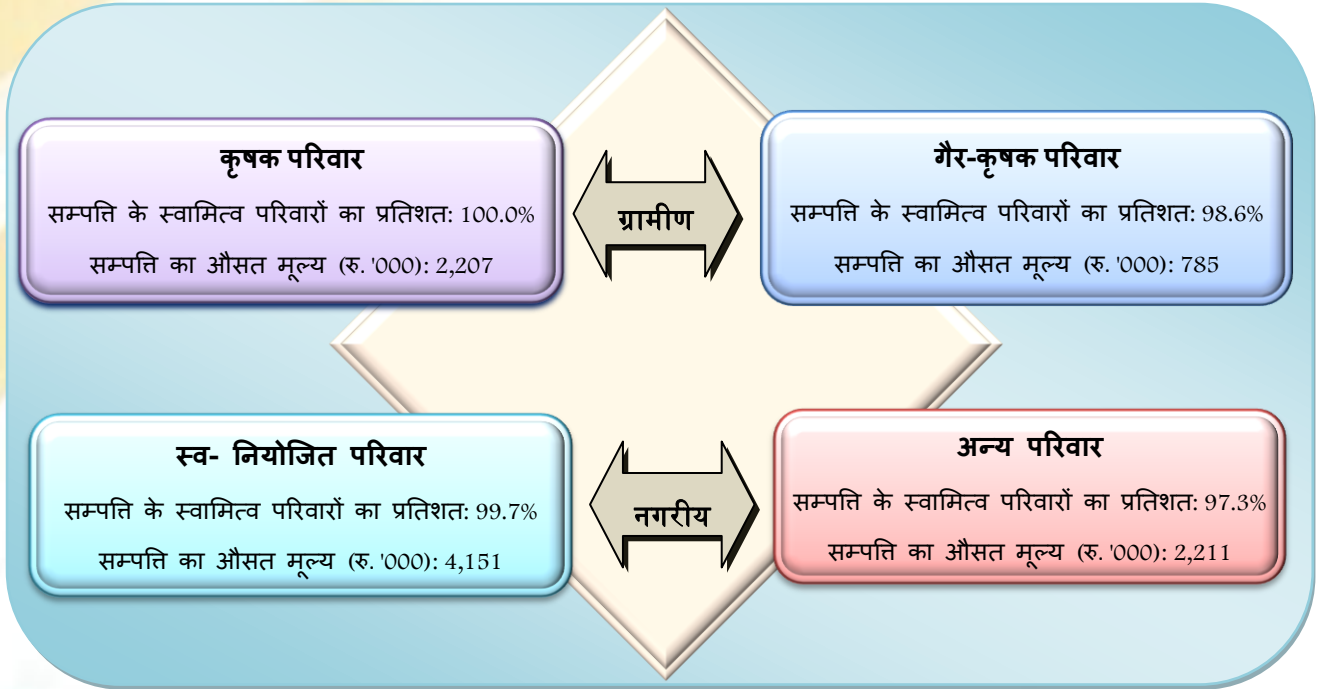 कृषक परिवार
सम्पत्ति के स्वामित्व परिवारों का प्रतिशत: 100.0%
सम्पत्ति का औसत मूल्य (रु. '000): 2,207
ग्रामीण
गैर-कृषक परिवार
सम्पत्ति के स्वामित्व परिवारों का प्रतिशत: 98.6%
सम्पत्ति का औसत मूल्य (रु. '000): 785
स्व- नियोजित परिवार
सम्पत्ति के स्वामित्व परिवारों का प्रतिशत: 99.7%
सम्पत्ति का औसत मूल्य (रु. '000): 4,151
नगरीय
अन्य परिवार
सम्पत्ति के स्वामित्व परिवारों का प्रतिशत: 97.3%
सम्पत्ति का औसत मूल्य (रु. '000): 2,211